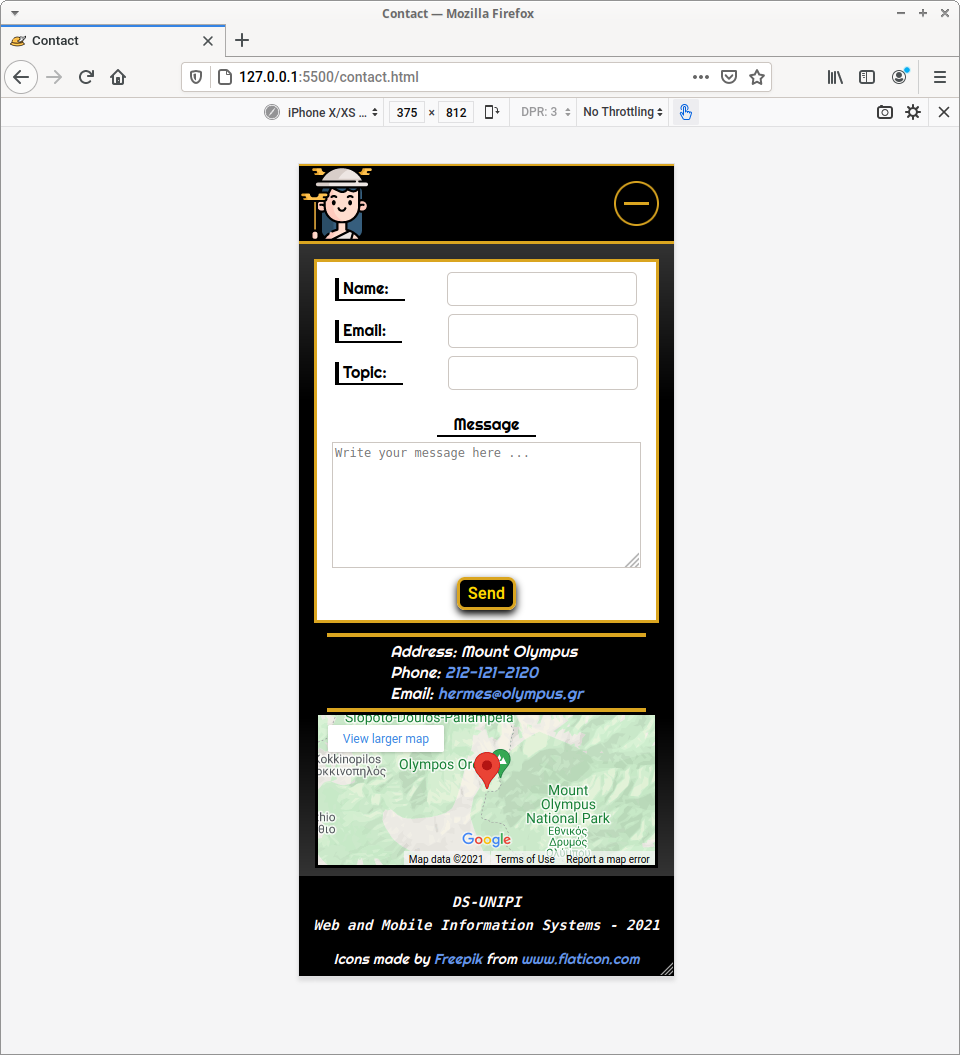 Contact — Mozilla Firefox
Contact
127.0.0.1:5500/contact.html
iPhone X/XS ... 375 × 812 DPR: 3 No Throttling
Name:
Email:
Topic:
Message
Write your message here ...
Send
Address: Mount Olympus
Phone: 212-121-2120
Email: hermes@olympus.gr
Slopoto-Doulos-Pallampela
View larger map
Kokkinopilos
οκκινοπηλός
Olympos Or
Mount
Olympus
National Park
Εθνικός
Δρυμός
Ολύμπου
thio
θιο
Google
Map data ©2021 Terms of Use Report a map error
DS-UNIPI
Web and Mobile Information Systems - 2021
Icons made by Freepik from www.flaticon.com